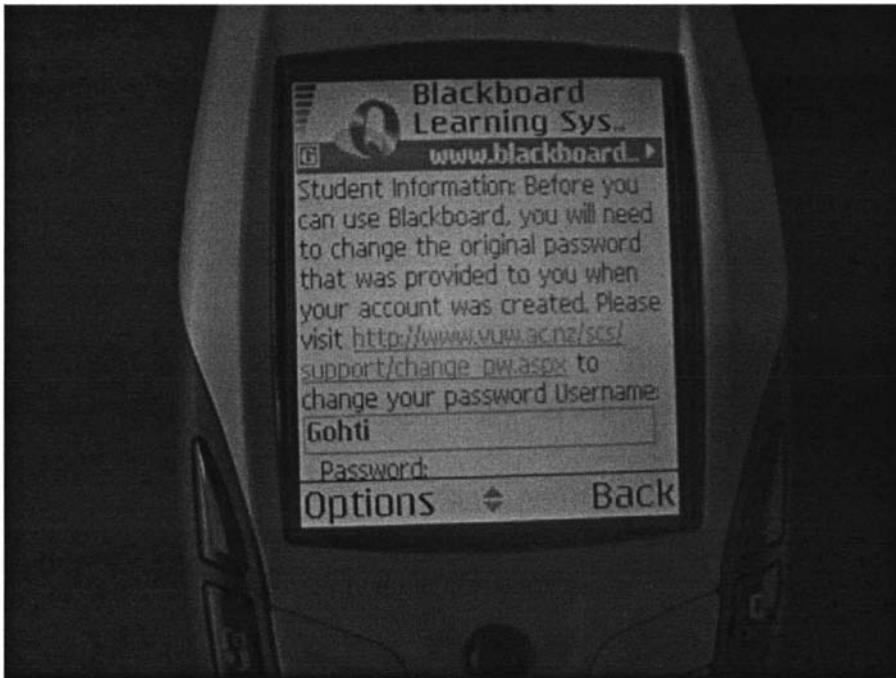 Blackboard
Learning Sys...
www.blackboard...
Student Information: Before you
can use Blackboard, you will need
to change the original password
that was provided to you when
your account was created. Please
visit http://www.vuw.ac.nz/scs/
support/change_pw.aspx to
change your password Username:
Gohti
Password:
Options Back